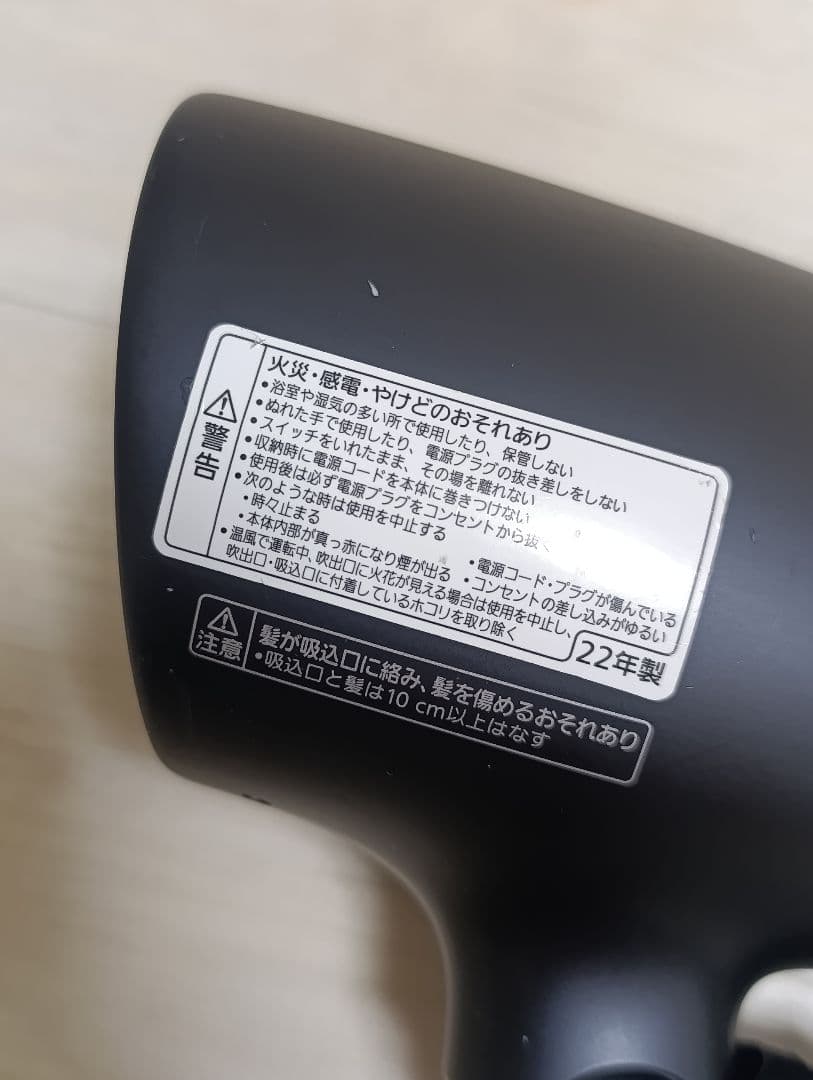 警告
火災・感電・やけどのおそれあり
•浴室や湿気の多い所で使用したり、保管しない
•ぬれた手で使用したり、電源プラグの抜き差しをしない
•スイッチをいれたまま、その場を離れない
•収納時に電源コードを本体に巻きつけない
•使用後は必ず電源プラグをコンセントから抜く
•次のような時は使用を中止する
・時々止まる
・電源コード・プラグが傷んでいる
・本体内部が真っ赤になり煙が出る
・コンセントの差し込みがゆるい
•温風で運転中、吹出口に火花が見える場合は使用を中止し、
吹出口・吸込口に付着しているホコリを取り除く
22年製
注意
髪が吸込口に絡み、髪を傷めるおそれあり
•吸込口と髪は10 cm以上はなす